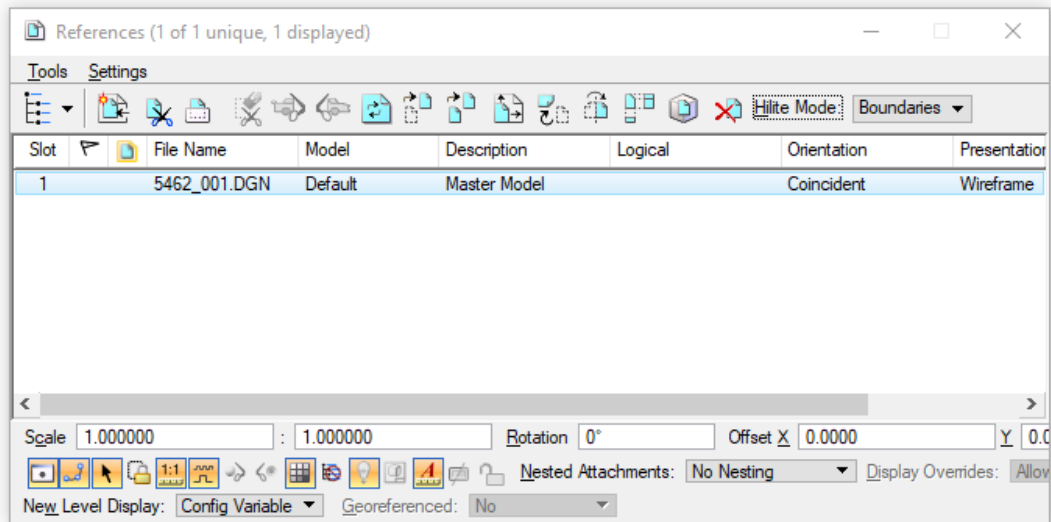 References (1 of 1 unique, 1 displayed)
Tools Settings
Hilite Mode: Boundaries
Slot File Name Model Description Logical Orientation Presentation
1 5462_001.DGN Default Master Model Coincident Wireframe
Scale 1.000000 : 1.000000 Rotation 0° Offset X 0.0000 Y 0.0
1:1 A Nested Attachments: No Nesting Display Overrides: Allow
New Level Display: Config Variable Georeferenced: No